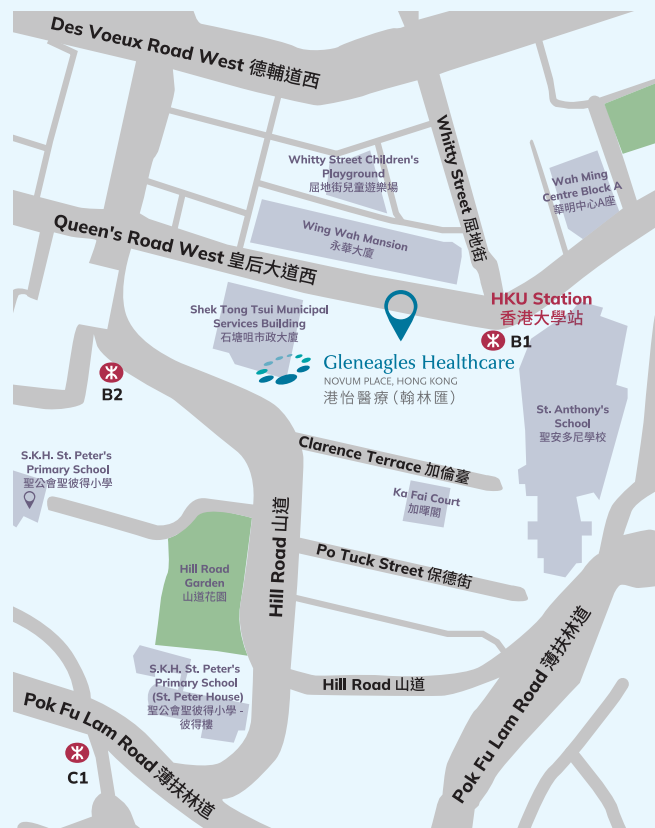 Des Voeux Road West 德輔道西
Whitty Street 屈地街
Whitty Street Children's
Playground
屈地街兒童遊樂場
Wah Ming
Centre Block A
華明中心A座
Wing Wah Mansion
永華大廈
Queen's Road West 皇后大道西
HKU Station
香港大學站
B1
Shek Tong Tsui Municipal
Services Building
石塘咀市政大廈
Gleneagles Healthcare
NOVUM PLACE, HONG KONG
港怡醫療(翰林匯)
B2
St. Anthony's
School
聖安多尼學校
Clarence Terrace 加倫臺
S.K.H. St. Peter's
Primary School
聖公會聖彼得小學
Ka Fai Court
加暉閣
Hill Road 山道
Po Tuck Street 保德街
Hill Road
Garden
山道花園
Pok Fu Lam Road 薄扶林道
S.K.H. St. Peter's
Primary School
(St. Peter House)
聖公會聖彼得小學 -
彼得樓
Hill Road 山道
Pok Fu Lam Road 薄扶林道
C1